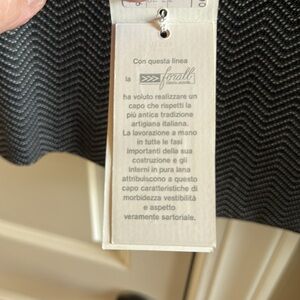 Con questa linea
la
ha voluto realizzare un
capo che rispetti la
più antica tradizione
artigiana italiana.
La lavorazione a mano
in tutte le fasi
importanti della sua
costruzione e gli
interni in pura lana
attribuiscono a questo
capo caratteristiche di
morbidezza vestibilità
e aspetto
veramente sartoriale.